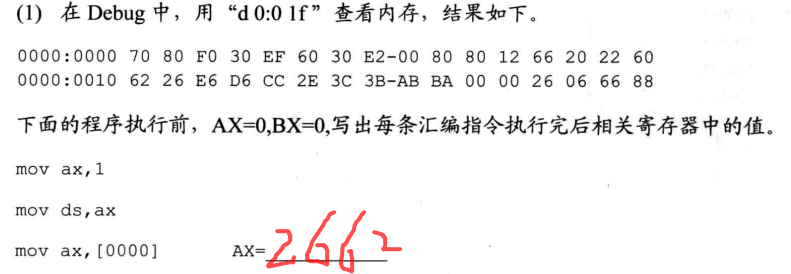 (1) 在 Debug 中，用“d 0:0 1f”查看内存，结果如下。
0000:0000 70 80 F0 30 EF 60 30 E2-00 80 80 12 66 20 22 60
0000:0010 62 26 E6 D6 CC 2E 3C 3B-AB BA 00 00 26 06 66 88
下面的程序执行前，AX=0,BX=0,写出每条汇编指令执行完后相关寄存器中的值。
mov ax,1
mov ds,ax
mov ax,[0000] AX=2662